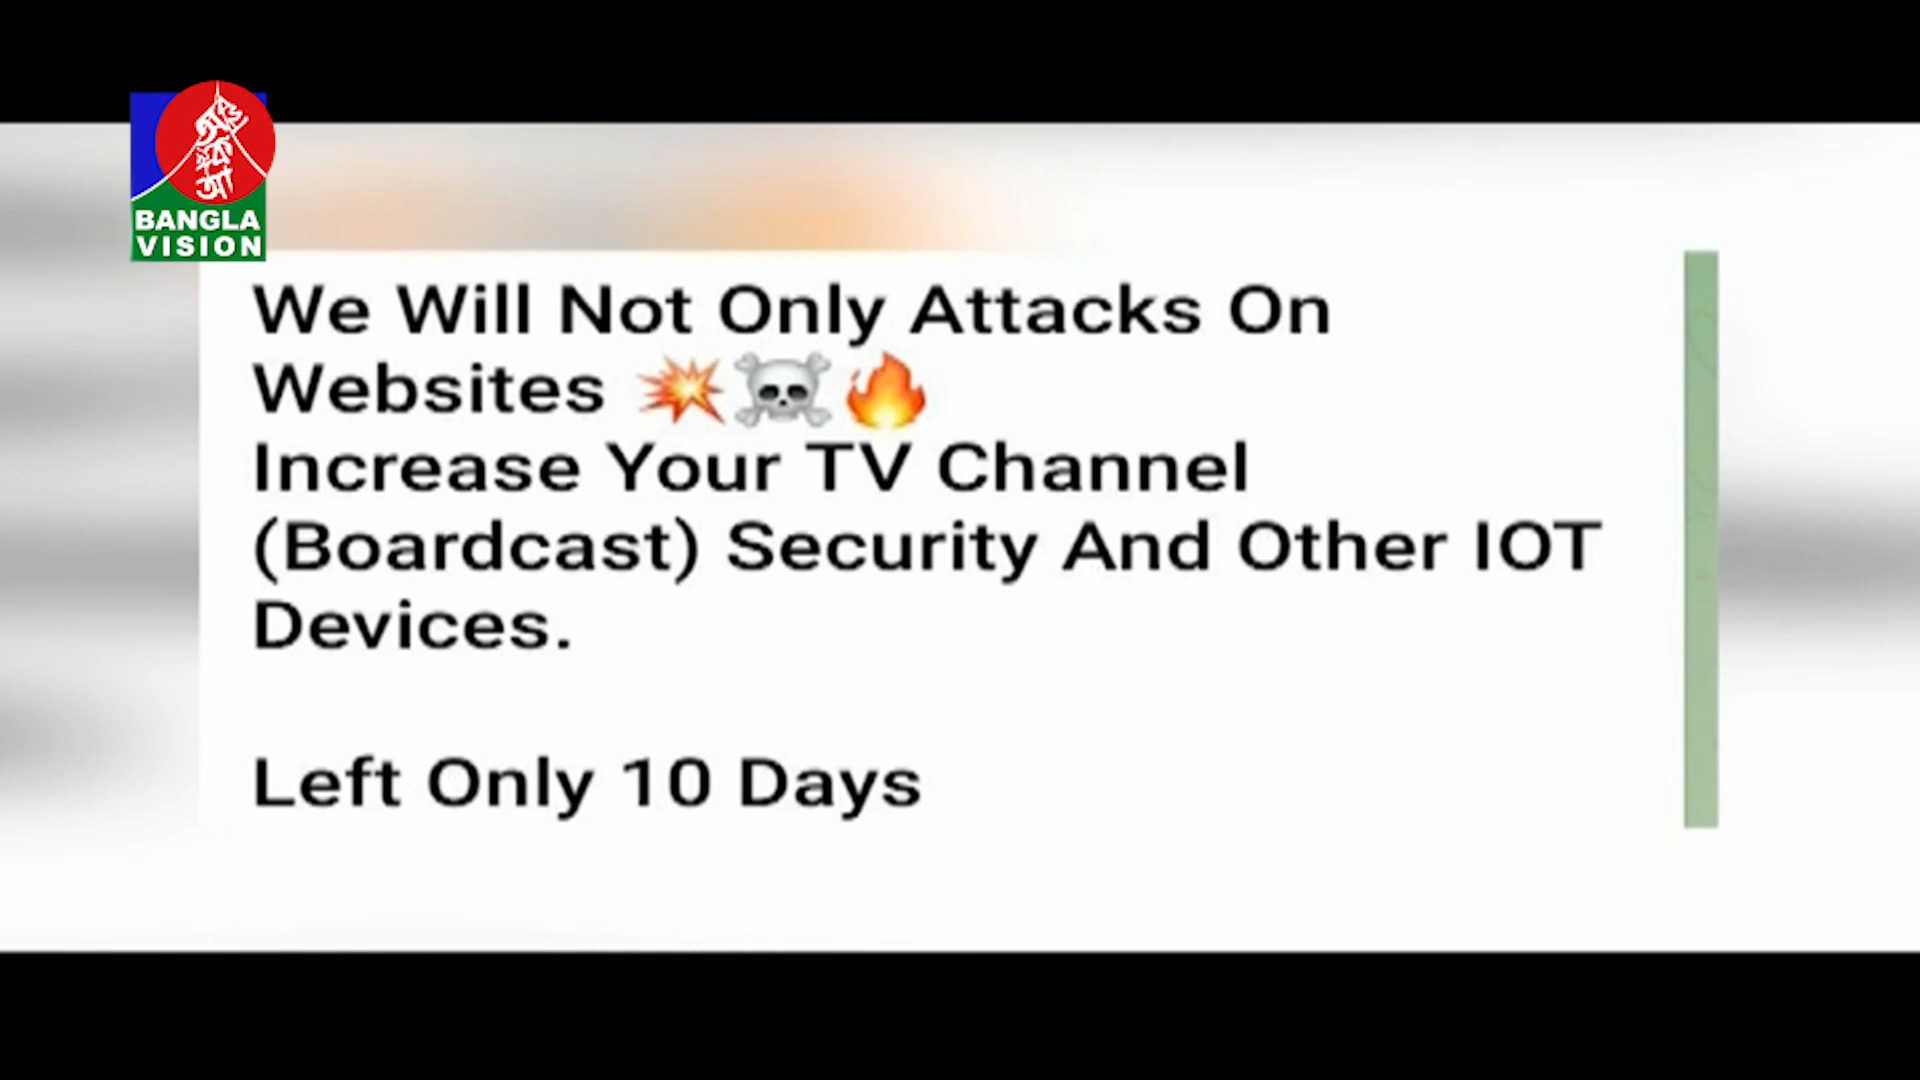 BANGLA
VISION
We Will Not Only Attacks On
Websites 💥☠️🔥
Increase Your TV Channel
(Boardcast) Security And Other IOT
Devices.
Left Only 10 Days